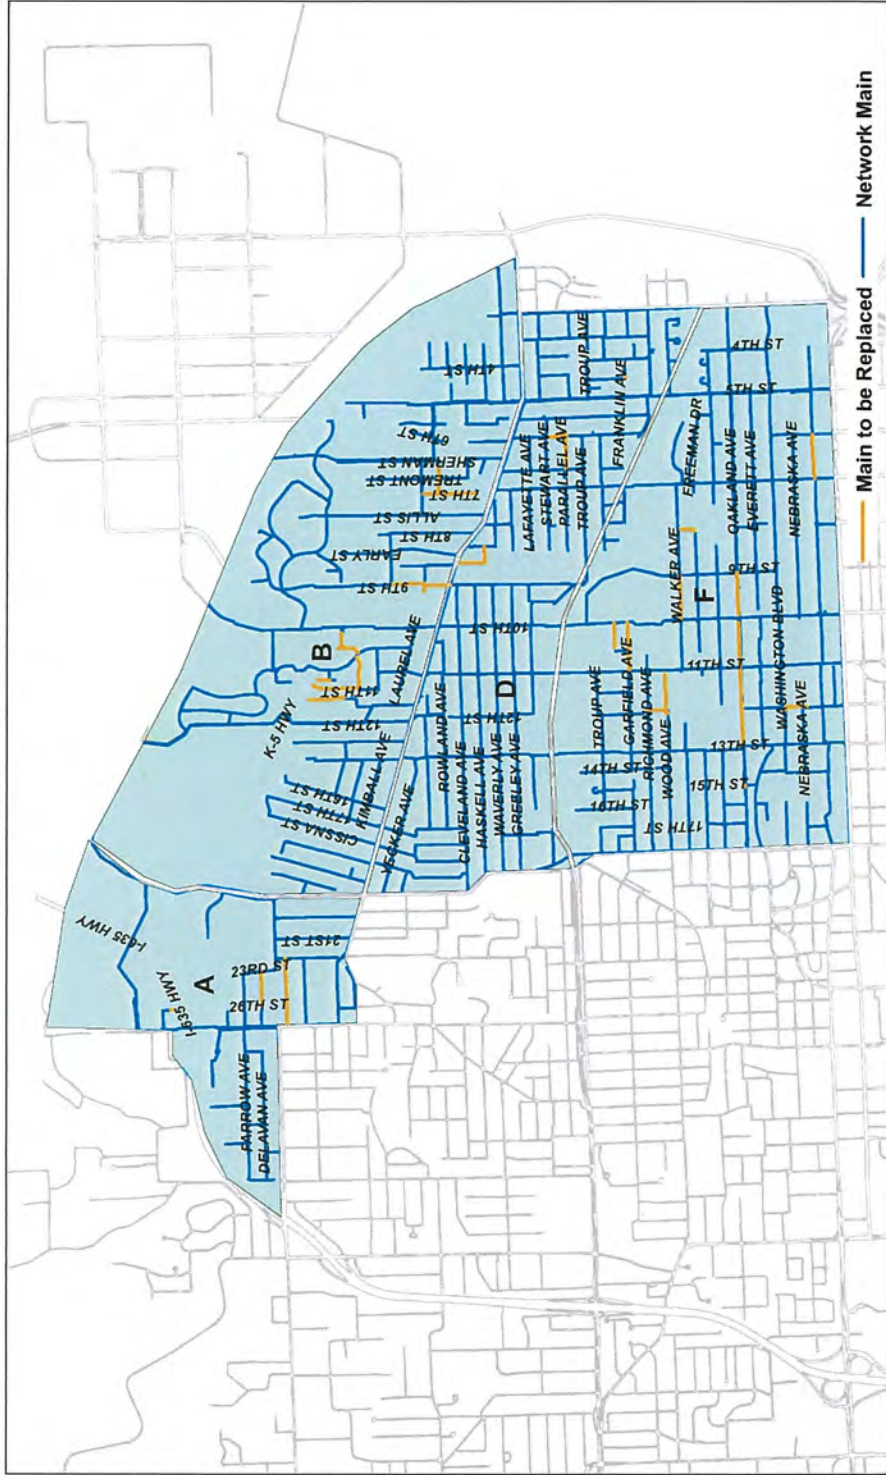 I-635 HWY
I-635 HWY
A
23RD ST
26TH ST
21ST ST
FARROW AVE
DELAVAN AVE
K-5 HWY
B
11TH ST
12TH ST
16TH ST
17TH ST
CISSNA ST
KIMBALL AVE
YECKER AVE
LAUREL AVE
9TH ST
EARLY ST
8TH ST
ALLIS ST
7TH ST
TREMONT ST
SHERMAN ST
6TH ST
4TH ST
ROWLAND AVE
CLEVELAND AVE
HASKELL AVE
WAVERLY AVE
GREELEY AVE
D
10TH ST
12TH ST
LAFAYETTE AVE
STEWART AVE
PARALLEL AVE
TROUP AVE
TROUP AVE
FRANKLIN AVE
TROUP AVE
GARFIELD AVE
RICHMOND AVE
WOOD AVE
14TH ST
16TH ST
17TH ST
15TH ST
13TH ST
11TH ST
WALKER AVE
F
9TH ST
FREEMAN DR
OAKLAND AVE
EVERETT AVE
5TH ST
4TH ST
NEBRASKA AVE
WASHINGTON BLVD
NEBRASKA AVE
Main to be Replaced
Network Main